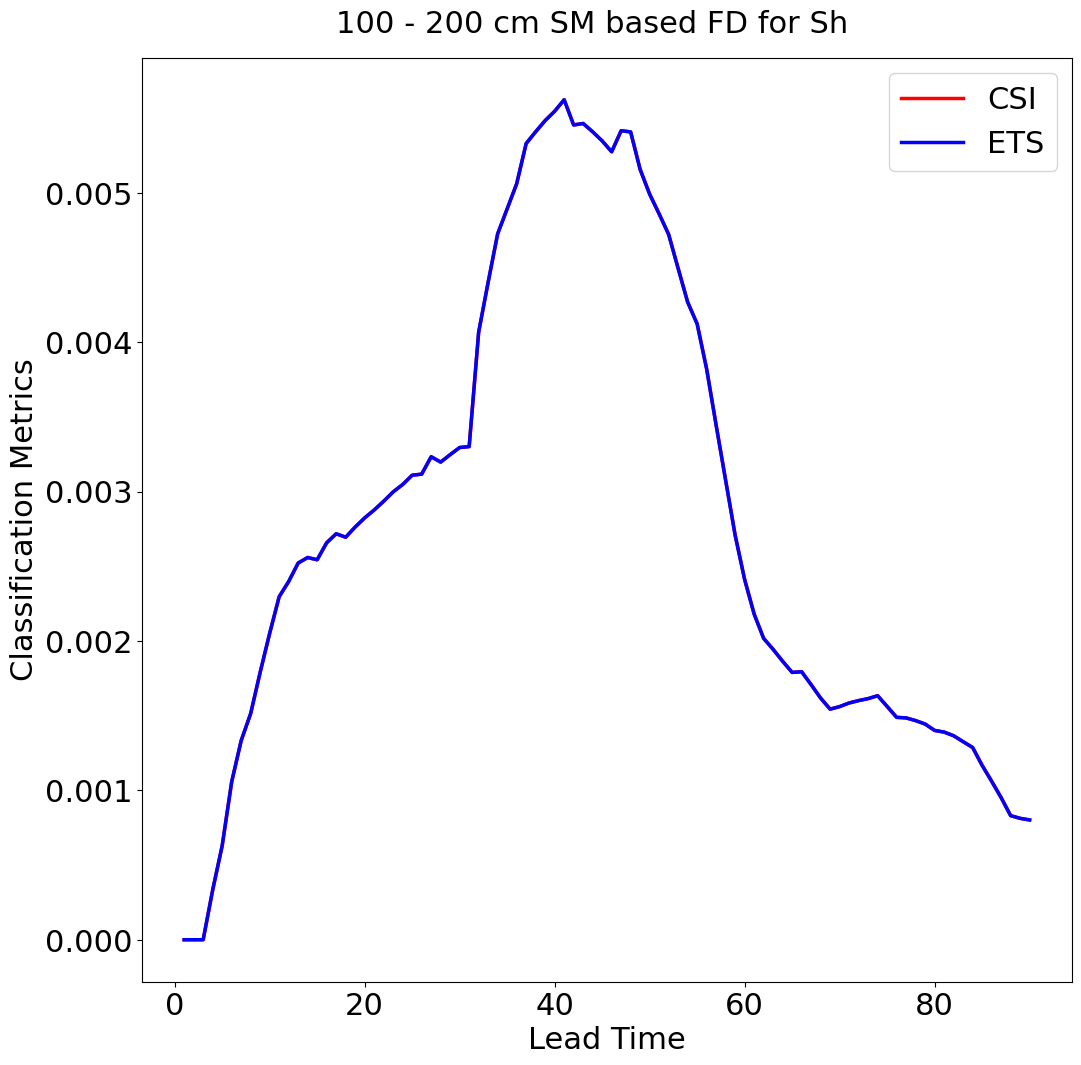 100 - 200 cm SM based FD for Sh
CSI
ETS
Classification Metrics
0.005
0.004
0.003
0.002
0.001
0.000
0 20 40 60 80
Lead Time